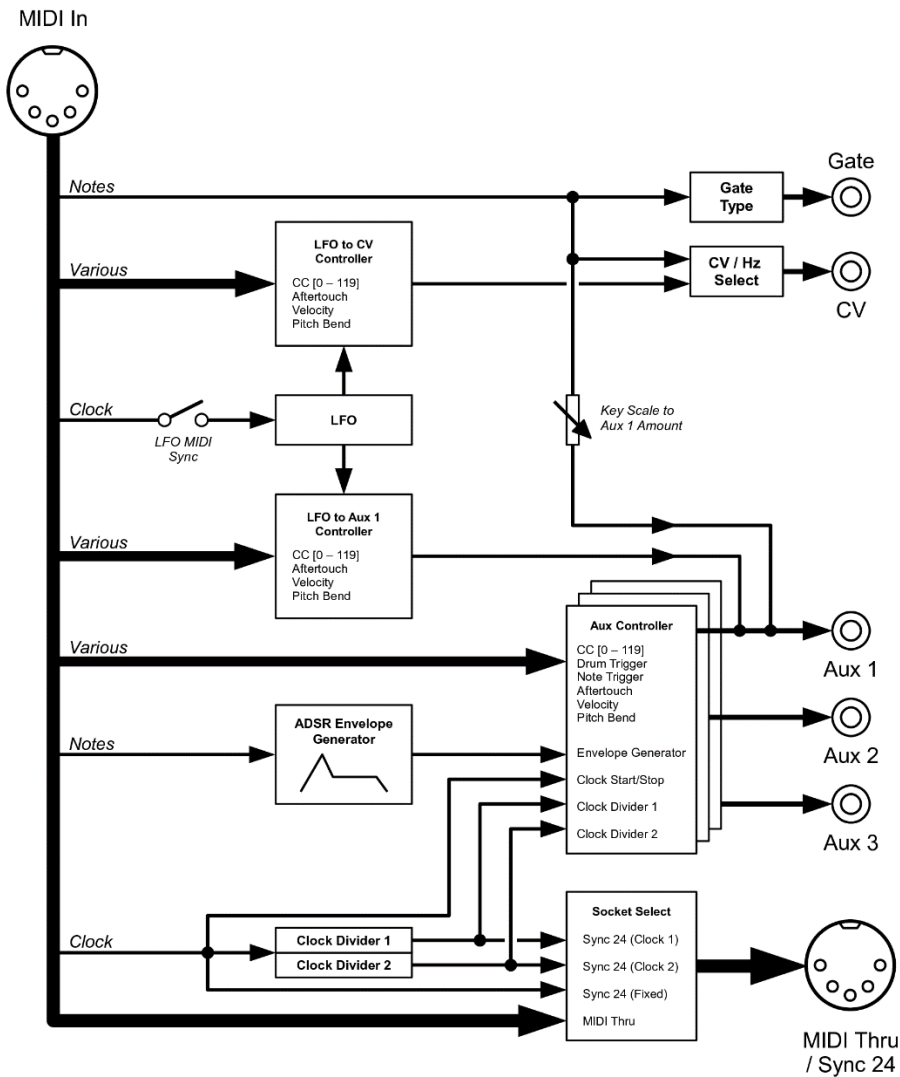 MIDI In
Notes
Gate
Type
Gate
Various
LFO to CV
Controller
CC [0 – 119]
Aftertouch
Velocity
Pitch Bend
CV / Hz
Select
CV
Clock
LFO MIDI
Sync
LFO
Key Scale to
Aux 1 Amount
Various
LFO to Aux 1
Controller
CC [0 – 119]
Aftertouch
Velocity
Pitch Bend
Various
Aux Controller
CC [0 – 119]
Drum Trigger
Note Trigger
Aftertouch
Velocity
Pitch Bend
Envelope Generator
Clock Start/Stop
Clock Divider 1
Clock Divider 2
Aux 1
Aux 2
Aux 3
Notes
ADSR Envelope
Generator
Clock
Clock Divider 1
Clock Divider 2
Socket Select
Sync 24 (Clock 1)
Sync 24 (Clock 2)
Sync 24 (Fixed)
MIDI Thru
MIDI Thru
/ Sync 24